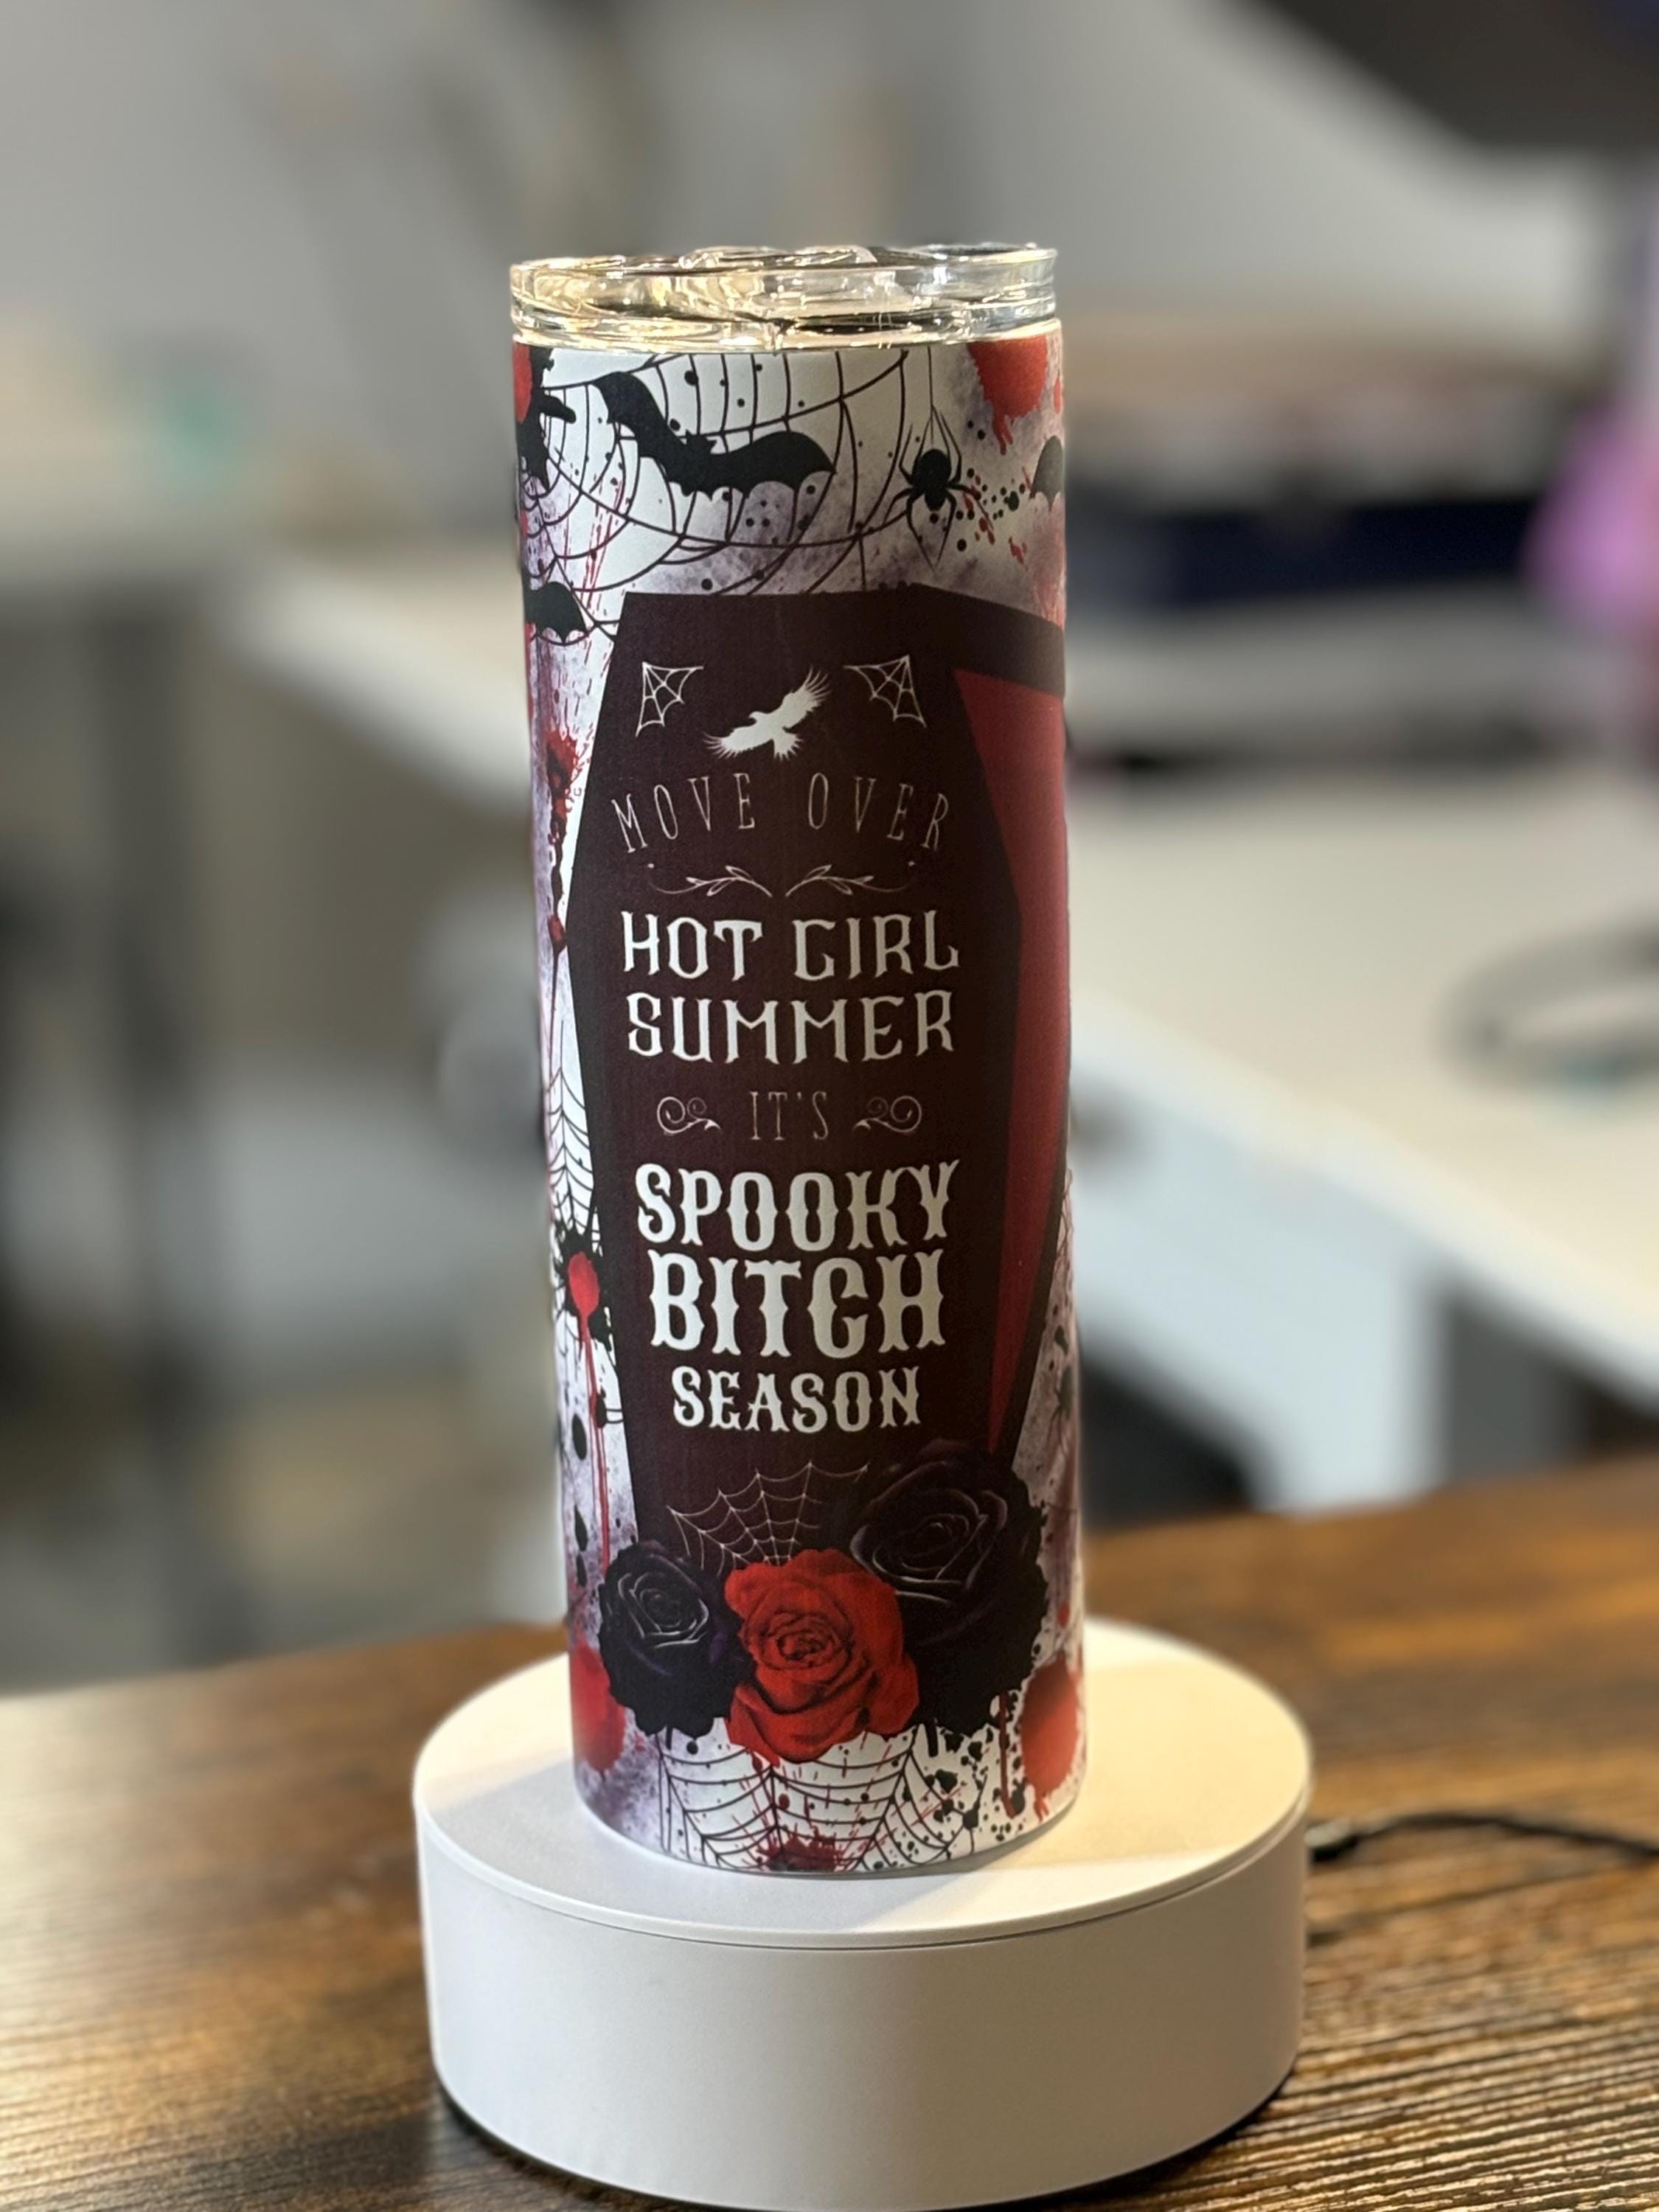 MOVE OVER
HOT GIRL
SUMMER
IT'S
SPOOKY
BITCH
SEASON